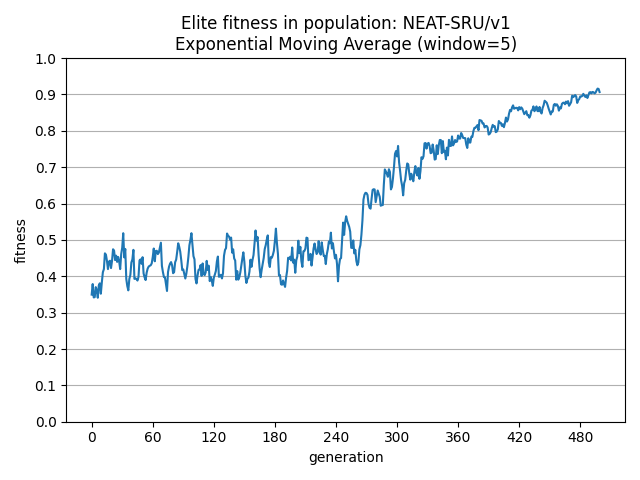 Elite fitness in population: NEAT-SRU/v1
Exponential Moving Average (window=5)
1.0
0.9
0.8
0.7
0.6
0.5
0.4
0.3
0.2
0.1
0.0
fitness
0 60 120 180 240 300 360 420 480
generation